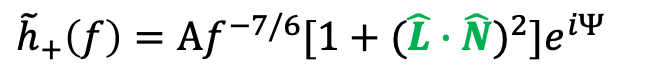 h̃₊(f) = Af^{-7/6}[1 + (L̂ · N̂)²]e^{iΨ}